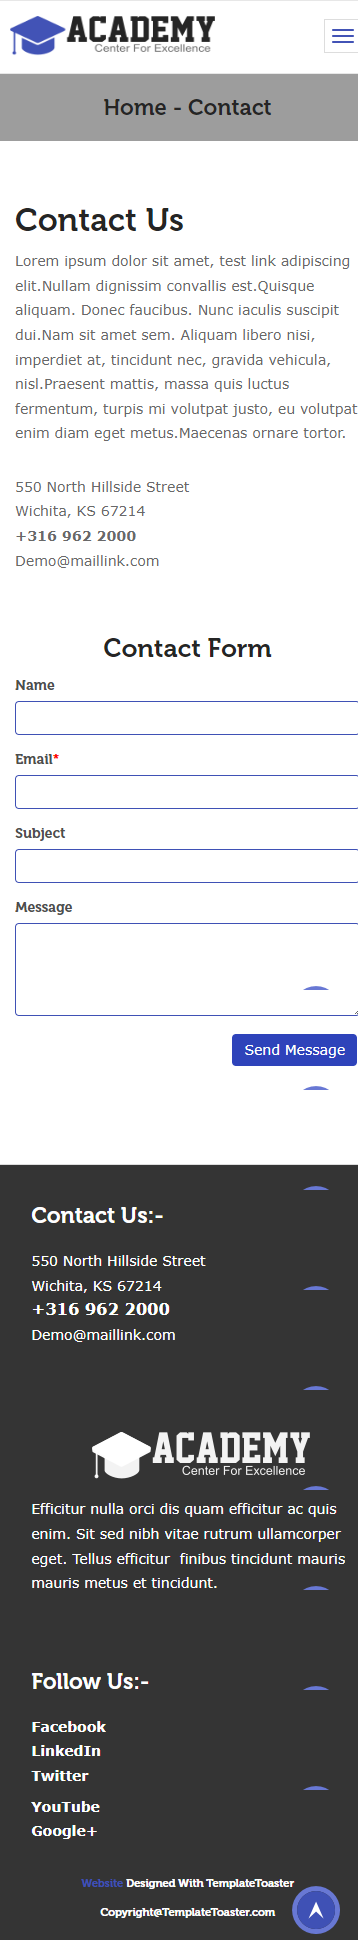 ACADEMY
Center For Excellence
Home - Contact
Contact Us
Lorem ipsum dolor sit amet, test link adipiscing
elit.Nullam dignissim convallis est.Quisque
aliquam. Donec faucibus. Nunc iaculis suscipit
dui.Nam sit amet sem. Aliquam libero nisi,
imperdiet at, tincidunt nec, gravida vehicula,
nisl.Praesent mattis, massa quis luctus
fermentum, turpis mi volutpat justo, eu volutpat
enim diam eget metus.Maecenas ornare tortor.
550 North Hillside Street
Wichita, KS 67214
+316 962 2000
Demo@maillink.com
Contact Form
Name
Email*
Subject
Message
Send Message
Contact Us:-
550 North Hillside Street
Wichita, KS 67214
+316 962 2000
Demo@maillink.com
ACADEMY
Center For Excellence
Efficitur nulla orci dis quam efficitur ac quis
enim. Sit sed nibh vitae rutrum ullamcorper
eget. Tellus efficitur  finibus tincidunt mauris
mauris metus et tincidunt.
Follow Us:-
Facebook
LinkedIn
Twitter
YouTube
Google+
Website Designed With TemplateToaster
Copyright@TemplateToaster.com